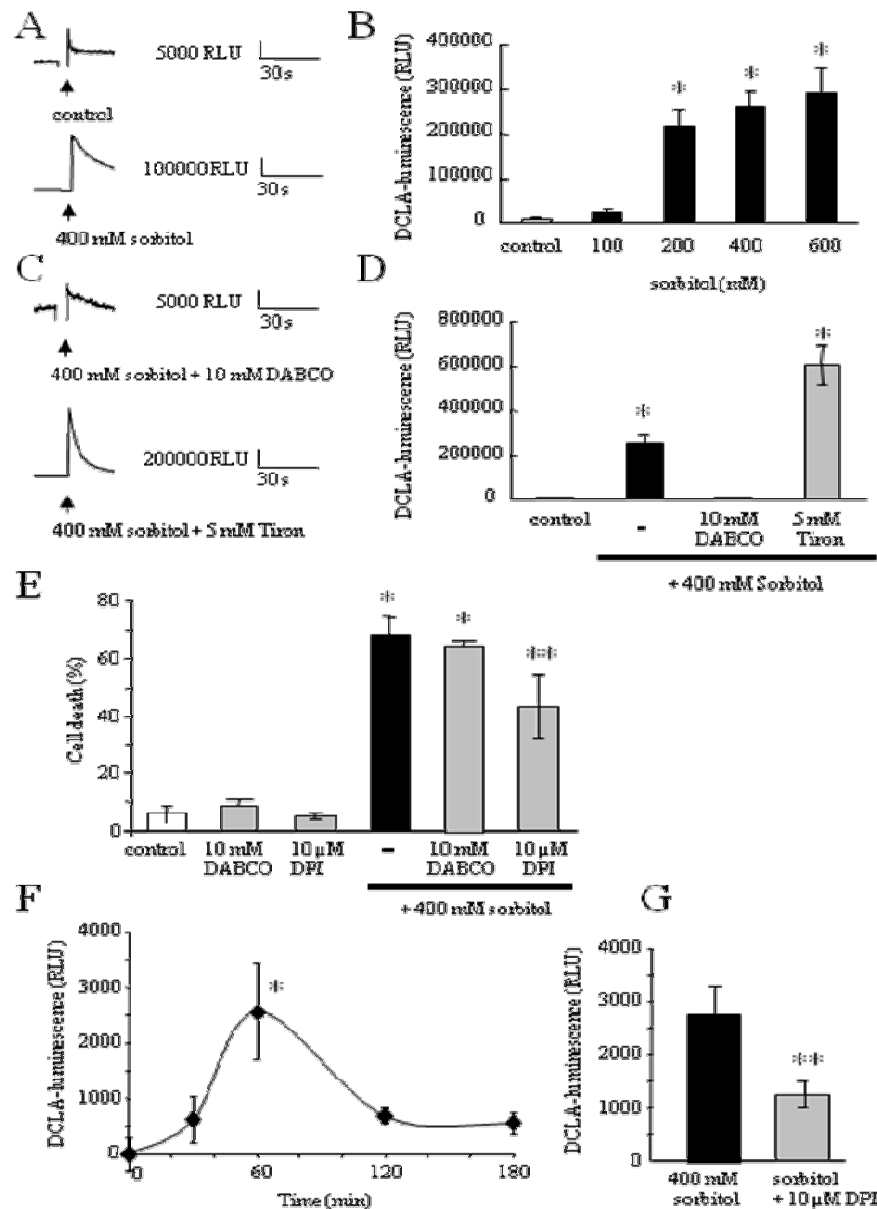 A
5000 RLU
30s
control
100000RLU
30s
400 mM sorbitol
B
DCLA-luminescence (RLU)
400000
300000
200000
100000
0
control 100 200 400 600
sorbitol (mM)
* * *
C
5000 RLU
30s
400 mM sorbitol + 10 mM DABCO
200000RLU
30s
400 mM sorbitol + 5 mM Tiron
D
DCLA-luminescence (RLU)
800000
600000
400000
200000
0
* *
control - 10 mM DABCO 5 mM Tiron
+ 400 mM Sorbitol
E
Cell death (%)
80
60
40
20
0
* * **
control 10 mM DABCO 10 µM DPI - 10 mM DABCO 10 µM DPI
+ 400 mM sorbitol
F
DCLA-luminescence (RLU)
4000
3000
2000
1000
0
*
0 60 120 180
Time (min)
G
DCLA-luminescence (RLU)
4000
3000
2000
1000
0
**
400 mM sorbitol
sorbitol + 10 µM DPI